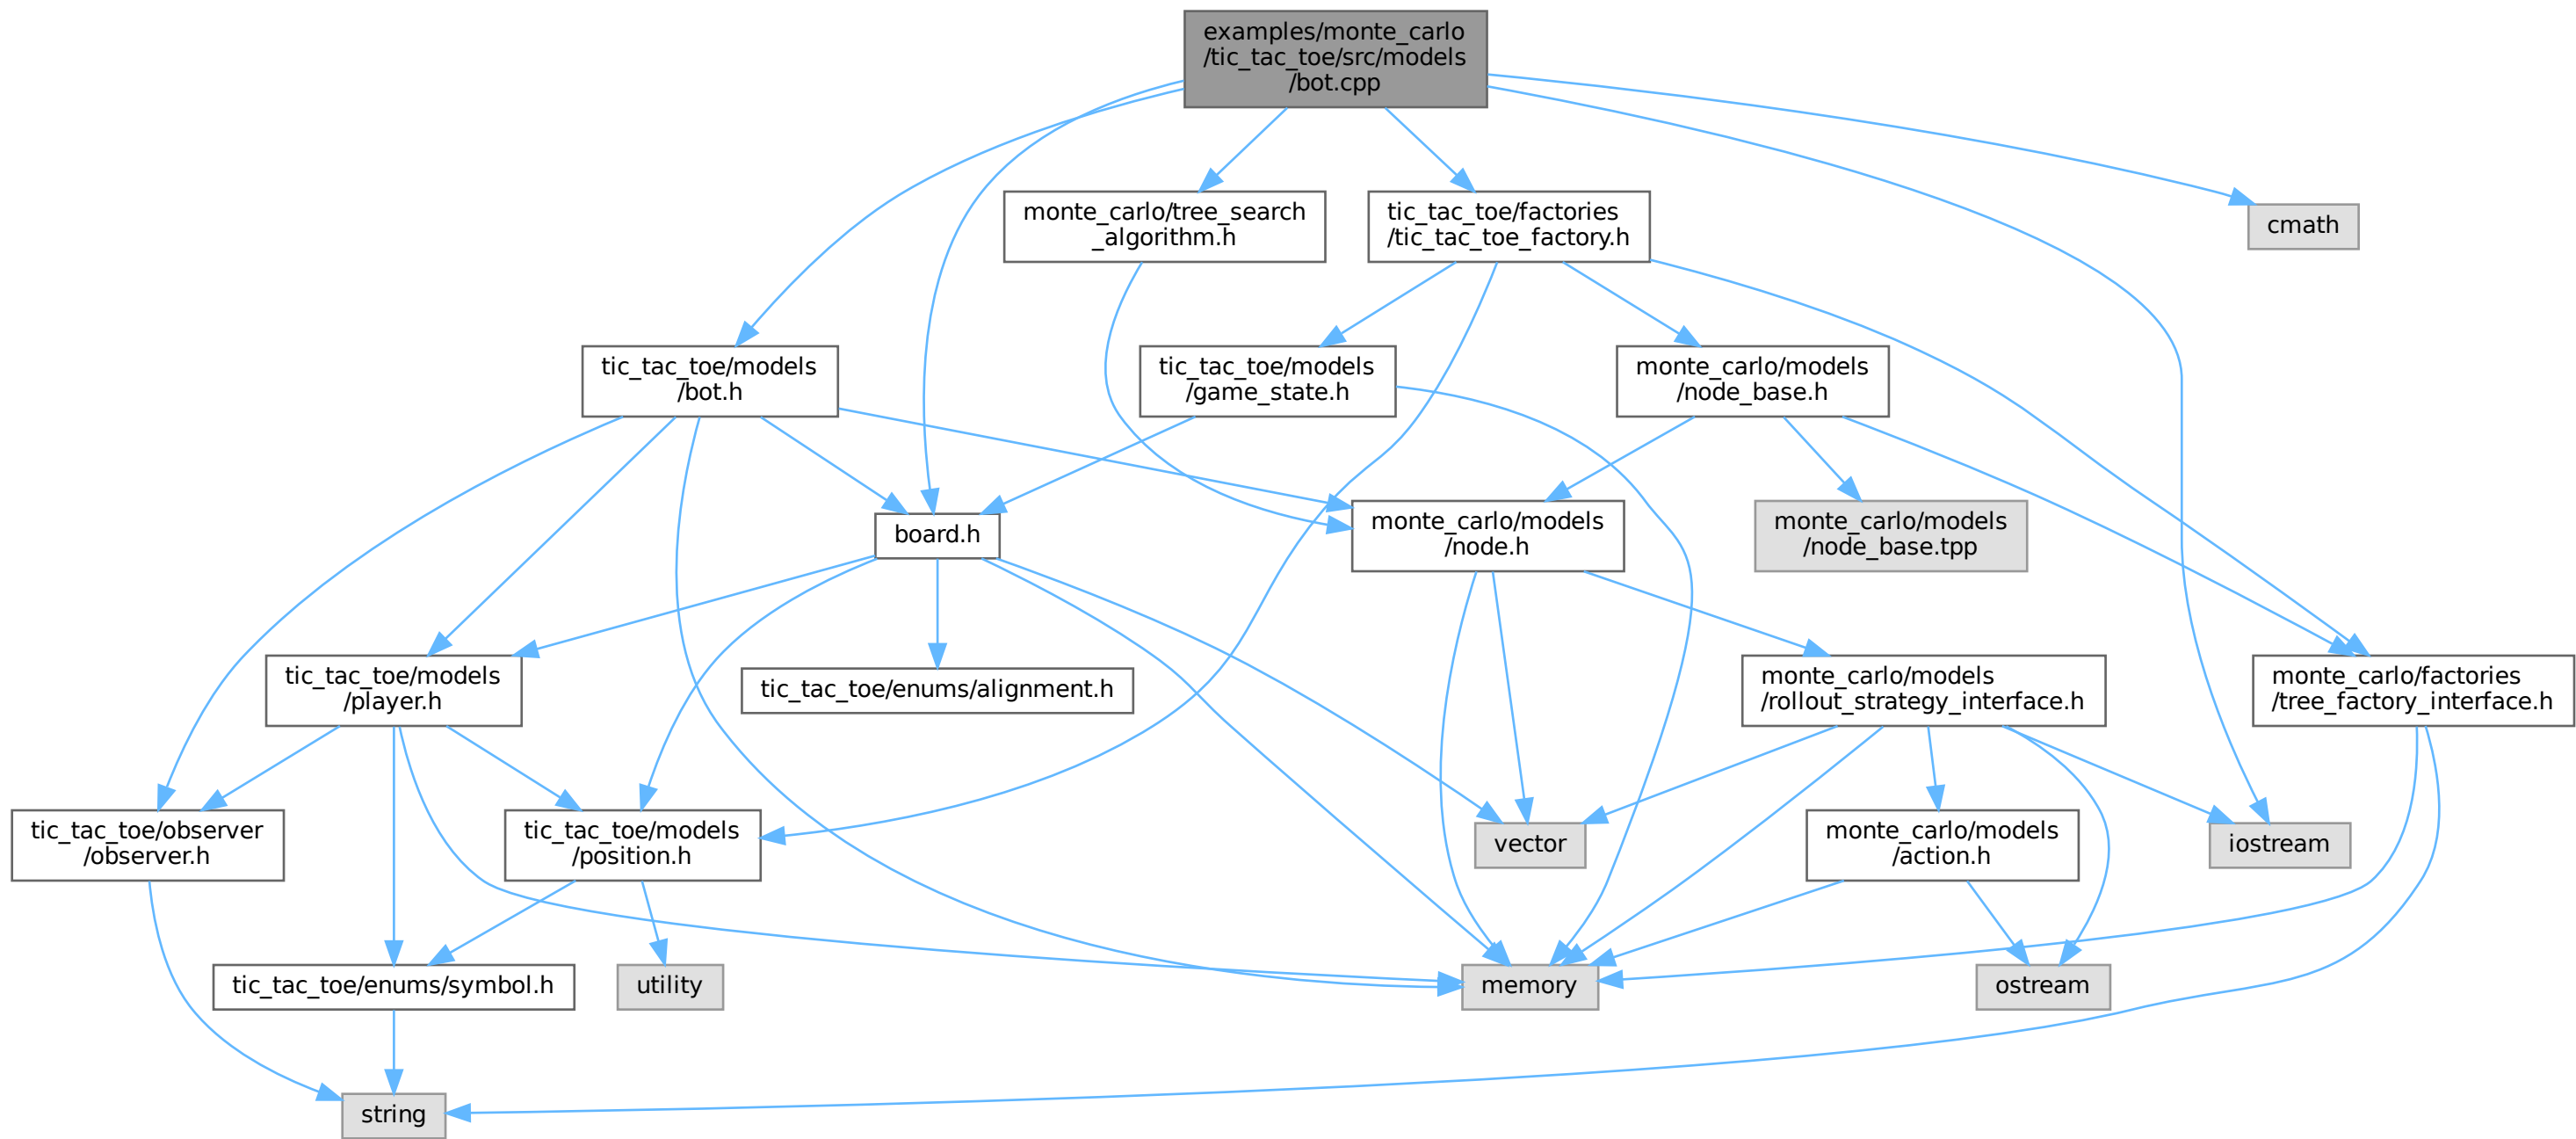 examples/monte_carlo
/tic_tac_toe/src/models
/bot.cpp
monte_carlo/tree_search
_algorithm.h
tic_tac_toe/factories
/tic_tac_toe_factory.h
cmath
tic_tac_toe/models
/bot.h
tic_tac_toe/models
/game_state.h
monte_carlo/models
/node_base.h
board.h
monte_carlo/models
/node.h
monte_carlo/models
/node_base.tpp
tic_tac_toe/models
/player.h
tic_tac_toe/enums/alignment.h
monte_carlo/models
/rollout_strategy_interface.h
monte_carlo/factories
/tree_factory_interface.h
tic_tac_toe/observer
/observer.h
tic_tac_toe/models
/position.h
vector
monte_carlo/models
/action.h
iostream
tic_tac_toe/enums/symbol.h
utility
memory
ostream
string